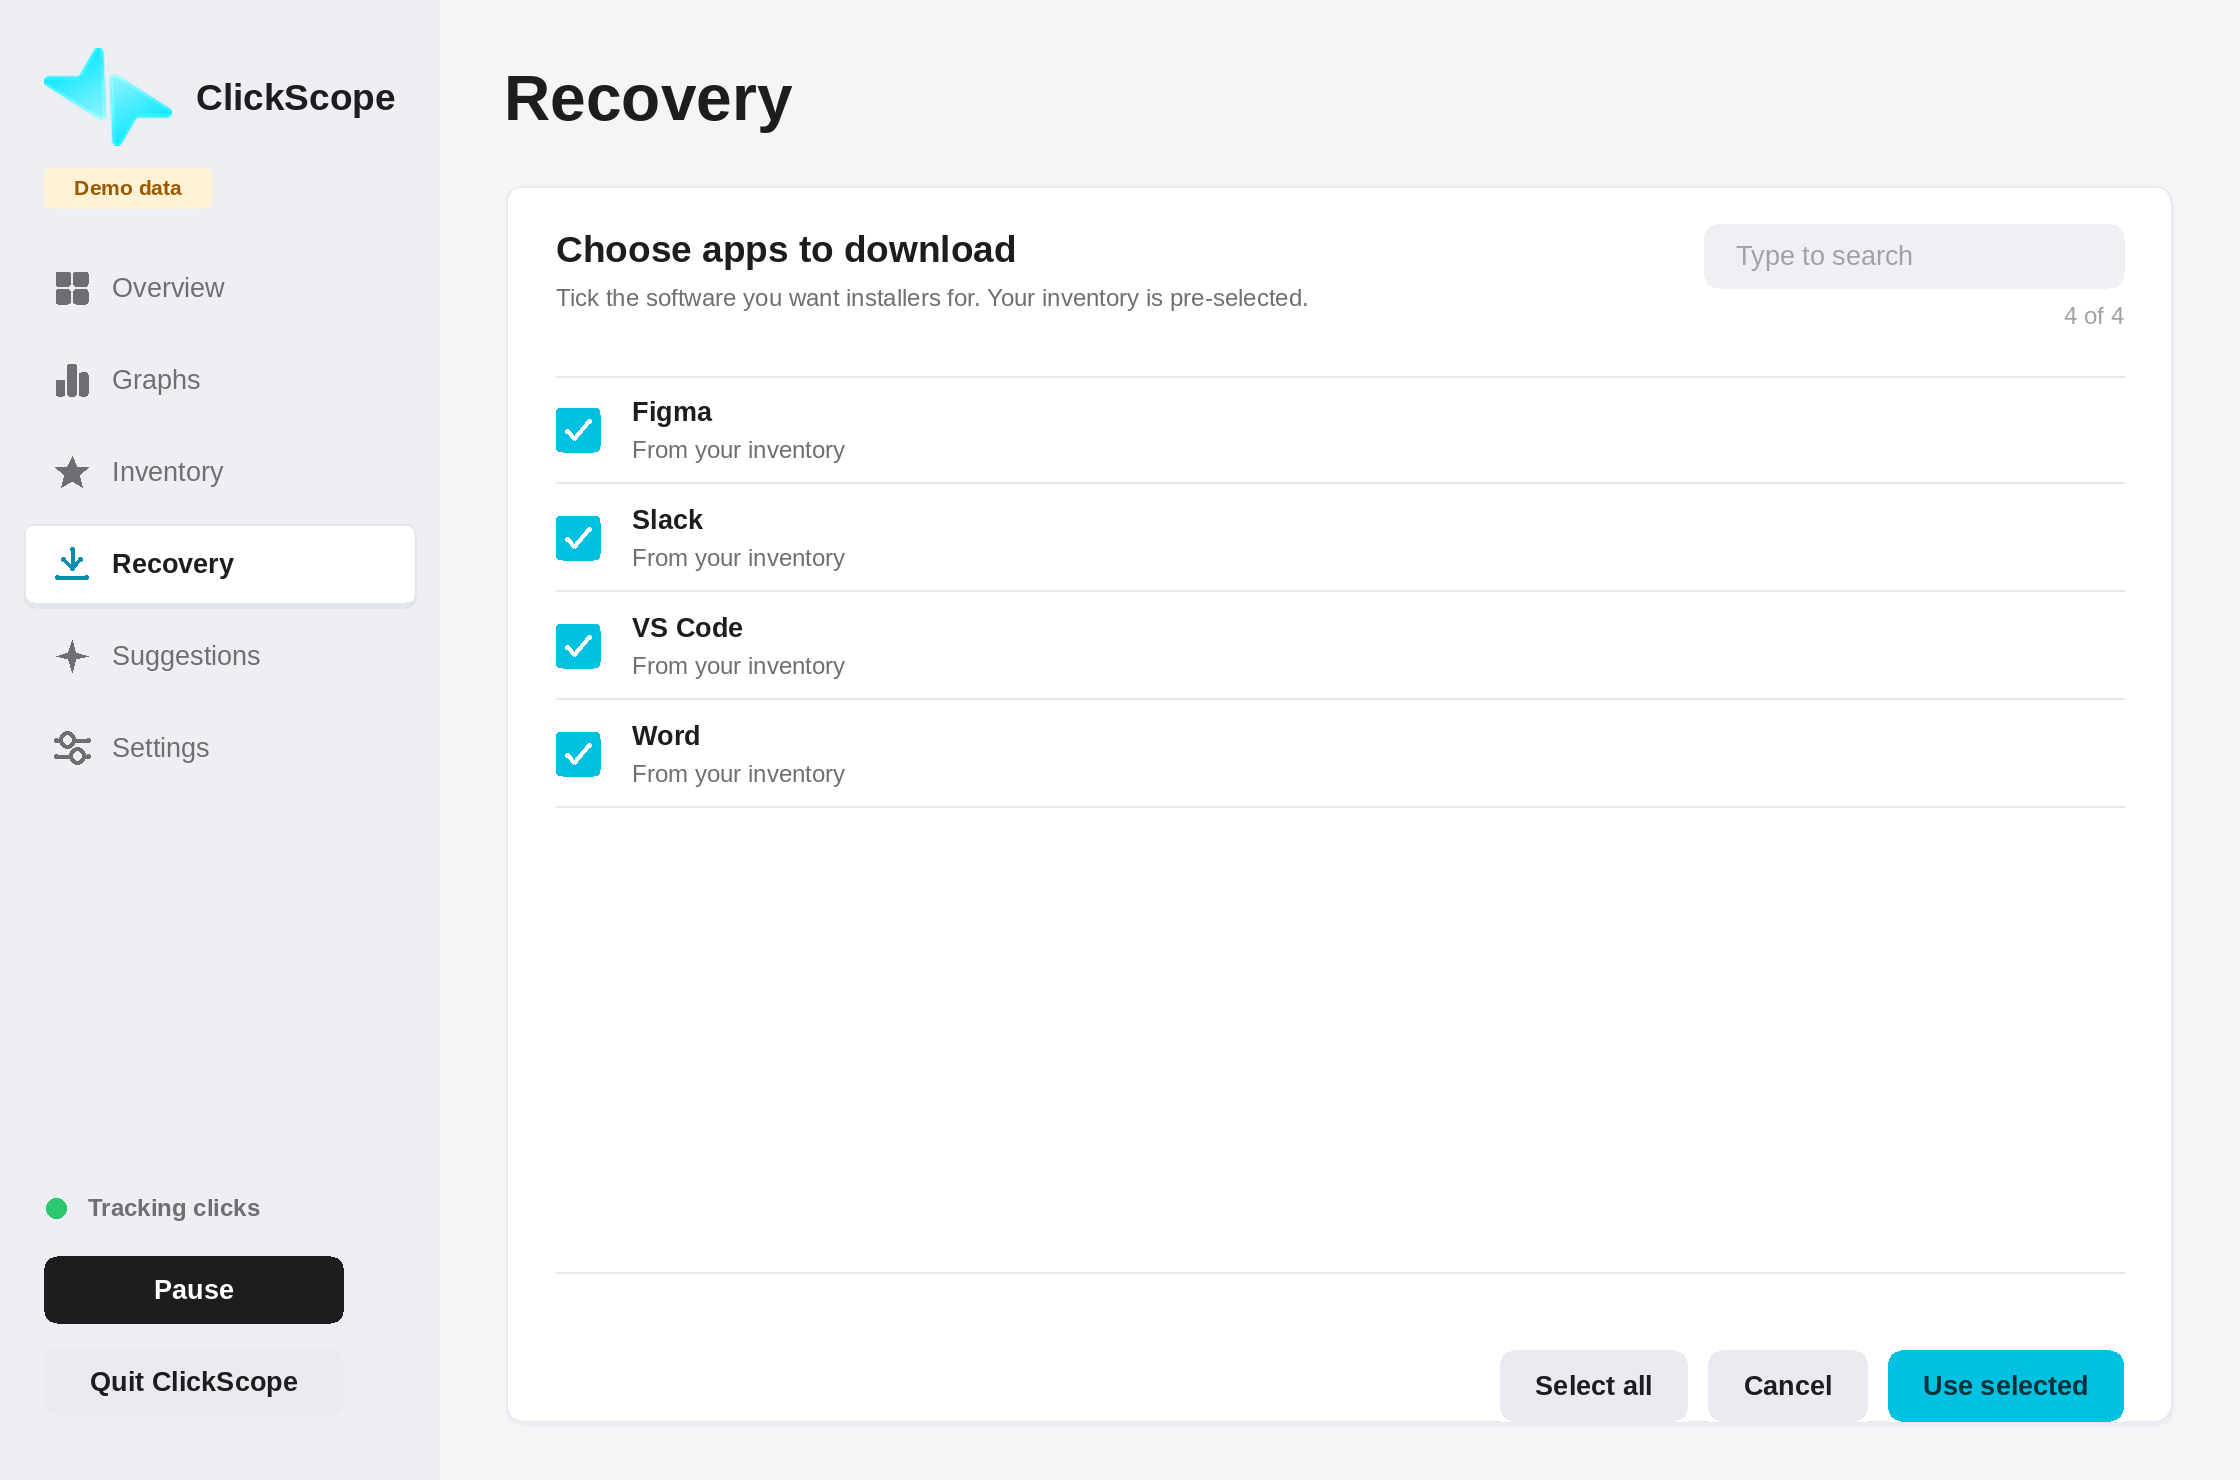 ClickScope
Demo data
Overview
Graphs
Inventory
Recovery
Suggestions
Settings
Tracking clicks
Pause
Quit ClickScope
Recovery
Choose apps to download
Tick the software you want installers for. Your inventory is pre-selected.
Type to search
4 of 4
Figma
From your inventory
Slack
From your inventory
VS Code
From your inventory
Word
From your inventory
Select all
Cancel
Use selected